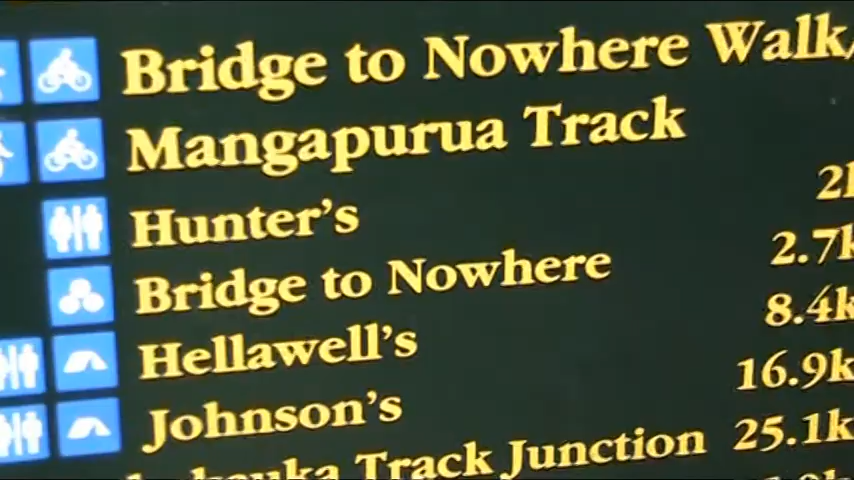 Bridge to Nowhere Walk/
Mangapurua Track
Hunter's
Bridge to Nowhere 2.7k
Hellawell's 8.4k
Johnson's 16.9k
Track Junction 25.1k